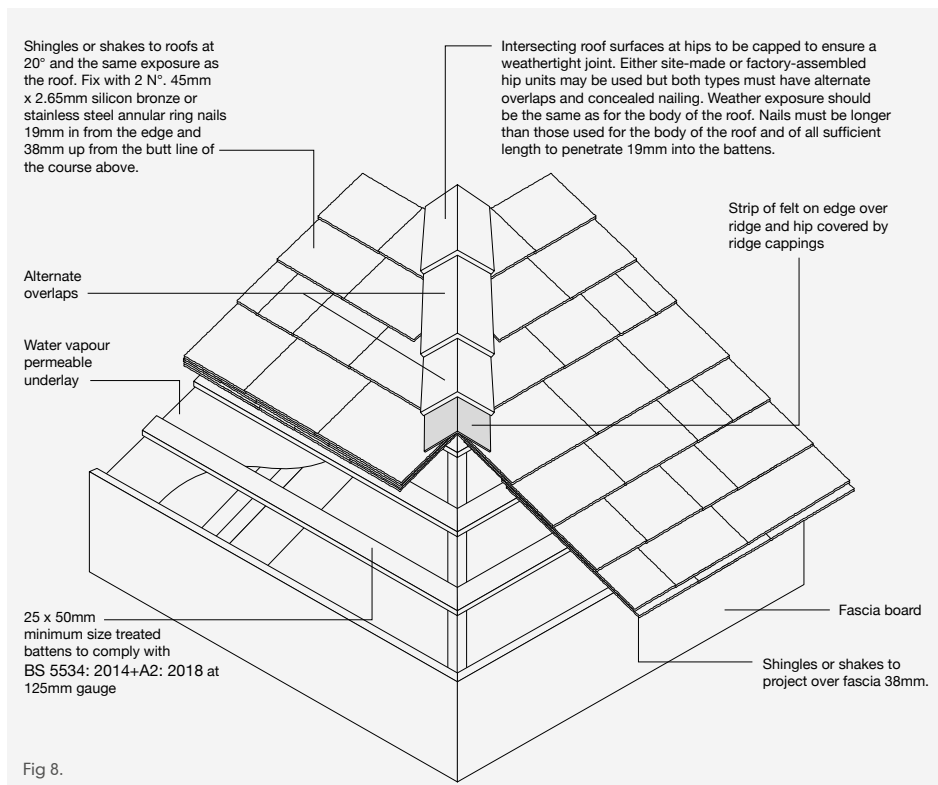 Shingles or shakes to roofs at
20° and the same exposure as
the roof. Fix with 2 N°. 45mm
x 2.65mm silicon bronze or
stainless steel annular ring nails
19mm in from the edge and
38mm up from the butt line of
the course above.
Intersecting roof surfaces at hips to be capped to ensure a
weathertight joint. Either site-made or factory-assembled
hip units may be used but both types must have alternate
overlaps and concealed nailing. Weather exposure should
be the same as for the body of the roof. Nails must be longer
than those used for the body of the roof and of all sufficient
length to penetrate 19mm into the battens.
Strip of felt on edge over
ridge and hip covered by
ridge cappings
Alternate
overlaps
Water vapour
permeable
underlay
25 x 50mm
minimum size treated
battens to comply with
BS 5534: 2014+A2: 2018 at
125mm gauge
Fascia board
Shingles or shakes to
project over fascia 38mm.
Fig 8.